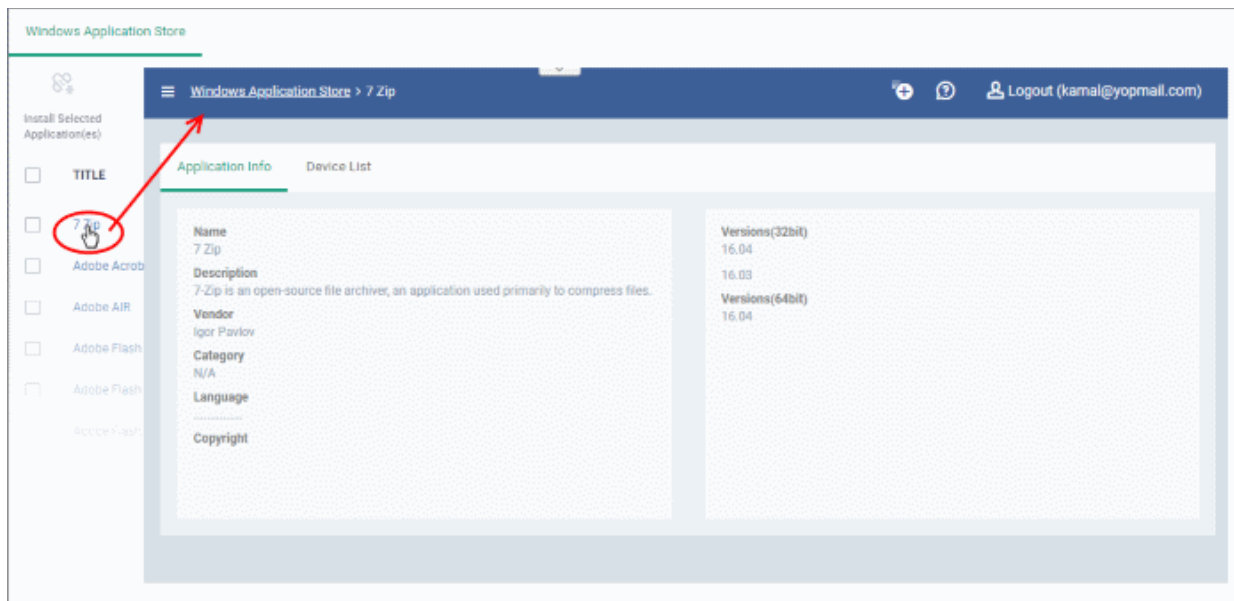 Windows Application Store
Install Selected
Application(es)
TITLE
7 Zip
Adobe Acrob
Adobe AIR
Adobe Flash
Adobe Flash
Windows Application Store > 7 Zip
Logout (kamal@yopmail.com)
Application Info
Device List
Name
7 Zip
Description
7-Zip is an open-source file archiver, an application used primarily to compress files.
Vendor
Igor Pavlov
Category
N/A
Language
Copyright
Versions(32bit)
16.04
16.03
Versions(64bit)
16.04